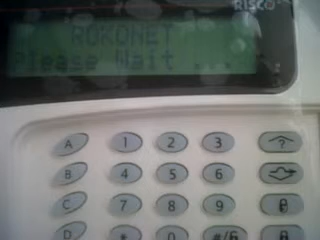 RISCO
ROKONET
Please Wait ...
A 1 2 3 ?
B 4 5 6
C 7 8 9
D * 0 #/